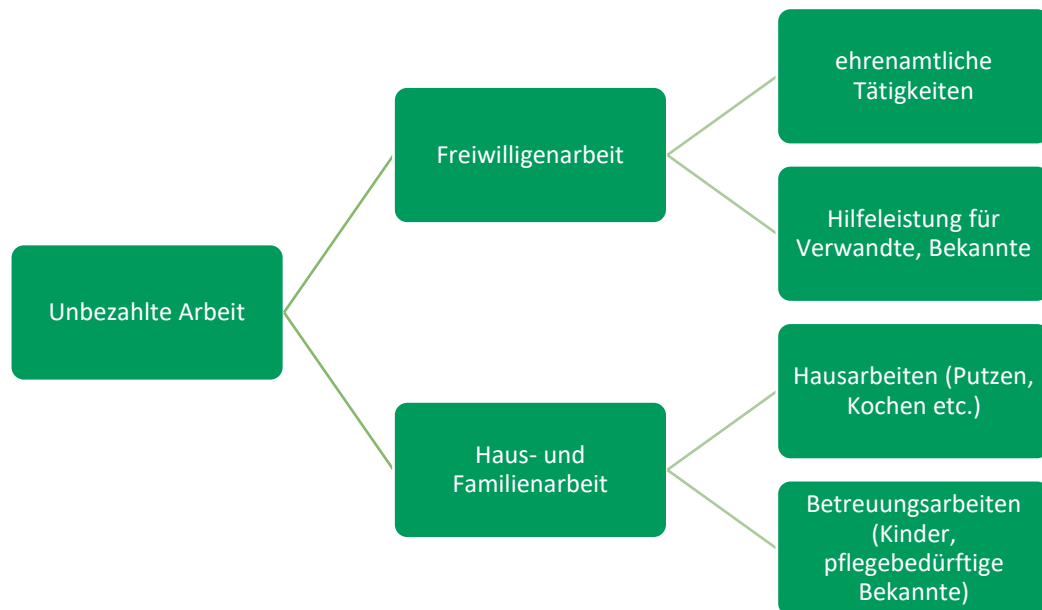 ehrenamtliche
Tätigkeiten
Freiwilligenarbeit
Hilfeleistung für
Verwandte, Bekannte
Unbezahlte Arbeit
Hausarbeiten (Putzen,
Kochen etc.)
Haus- und
Familienarbeit
Betreuungsarbeiten
(Kinder,
pflegebedürftige
Bekannte)